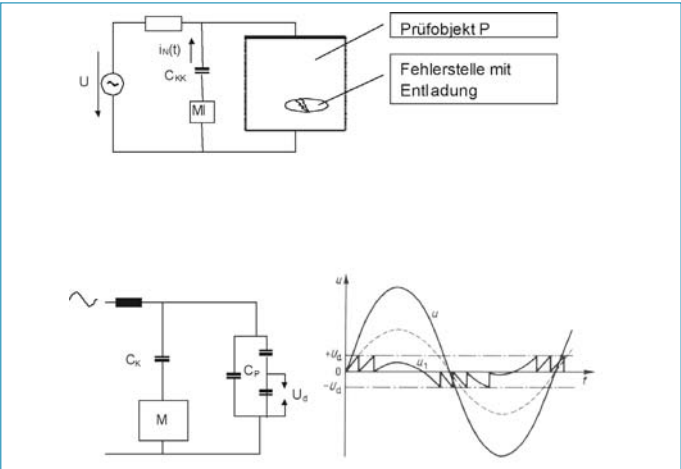 Prüfobjekt P
Fehlerstelle mit
Entladung
iN(t)
CKK
U
MI
CK
CP
Ud
M
u
u
+Ud
u1
0
-Ud
t